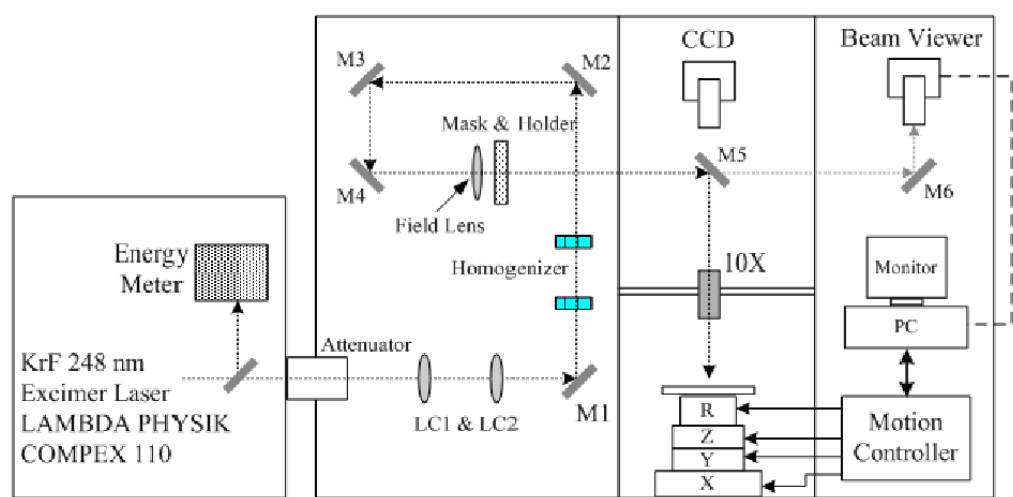 M3
M2
CCD
Beam Viewer
Mask & Holder
M4
M5
M6
Field Lens
Energy
Meter
Homogenizer
10X
Monitor
PC
KrF 248 nm
Excimer Laser
LAMBDA PHYSIK
COMPEX 110
Attenuator
LC1 & LC2
M1
R
Z
Y
X
Motion
Controller